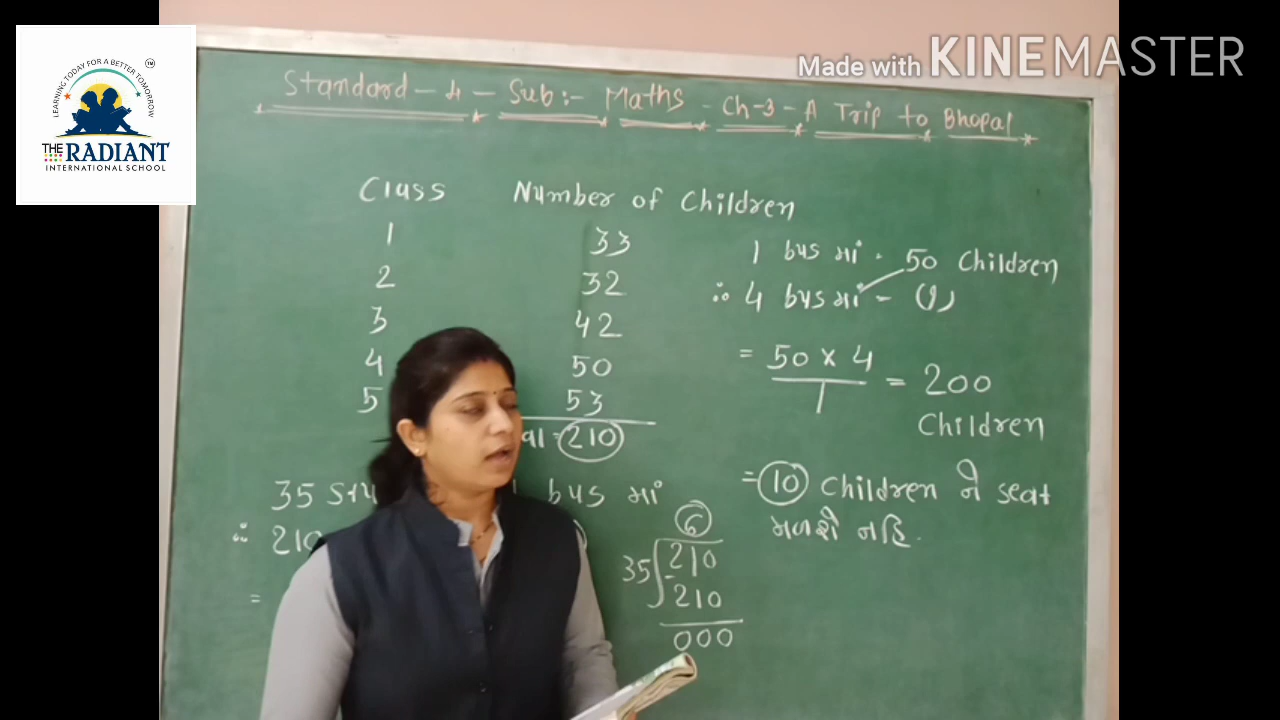 Made with KINEMASTER
LEARNING TODAY FOR A BETTER TOMORROW
TM
THE RADIANT
INTERNATIONAL SCHOOL
Standard - 4 - Sub:- Maths - Ch-3 - A Trip to Bhopal
Class Number of Children
1 33
2 32
3 42
4 50
5 53
al = 210
35 Stu 1 bus માં
∴ 210
=
6
35 210
- 210
000
1 bus માં - 50 Children
∴ 4 bus માં - (?)
= 50 × 4
1
= 200
Children
= 10 Children ને seat
મળશે નહિ.